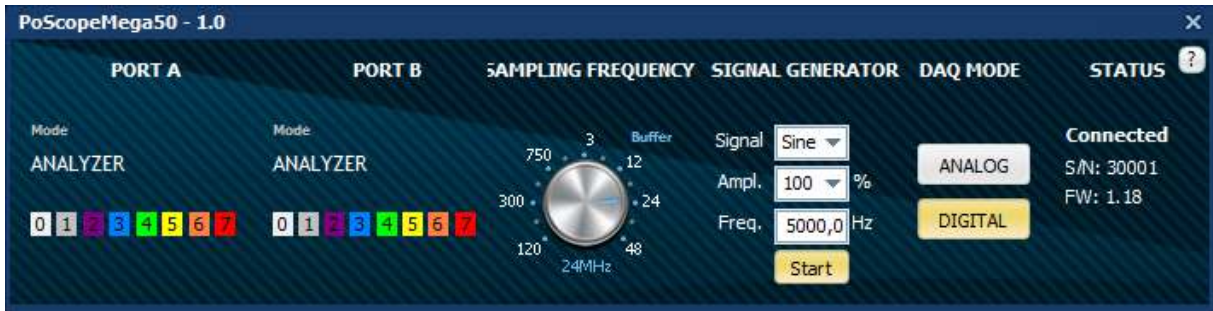 PoScopeMega50 - 1.0
?
PORT A
Mode
ANALYZER
0 1 2 3 4 5 6 7
PORT B
Mode
ANALYZER
0 1 2 3 4 5 6 7
SAMPLING FREQUENCY
Buffer
3
750
12
300
24
120
48
24MHz
SIGNAL GENERATOR
Signal Sine
Ampl. 100 %
Freq. 5000,0 Hz
Start
DAQ MODE
ANALOG
DIGITAL
STATUS
Connected
S/N: 30001
FW: 1.18